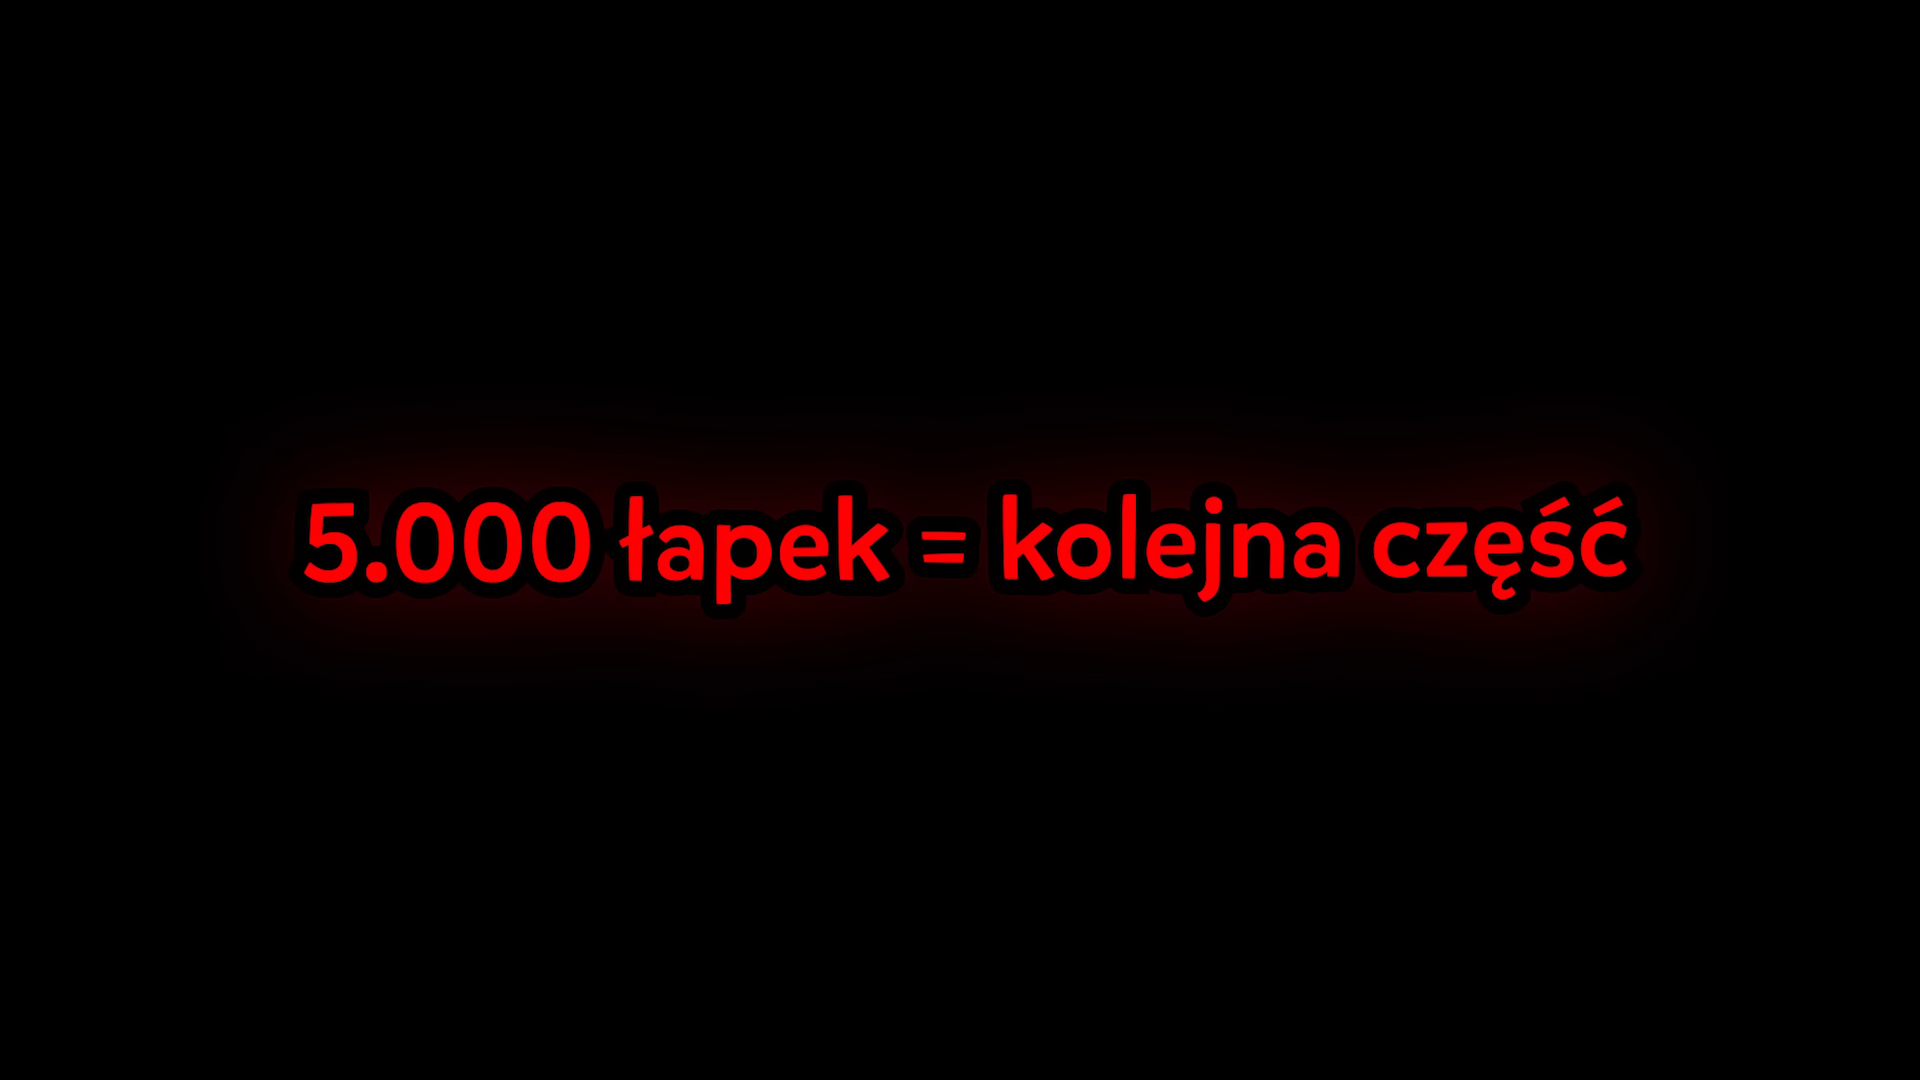 5.000 łapek = kolejna część